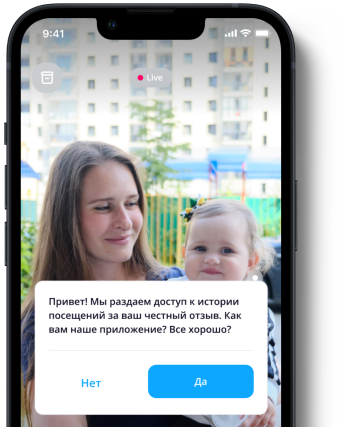 9:41
Live
Привет! Мы раздаем доступ к истории
посещений за ваш честный отзыв. Как
вам наше приложение? Все хорошо?
Нет
Да